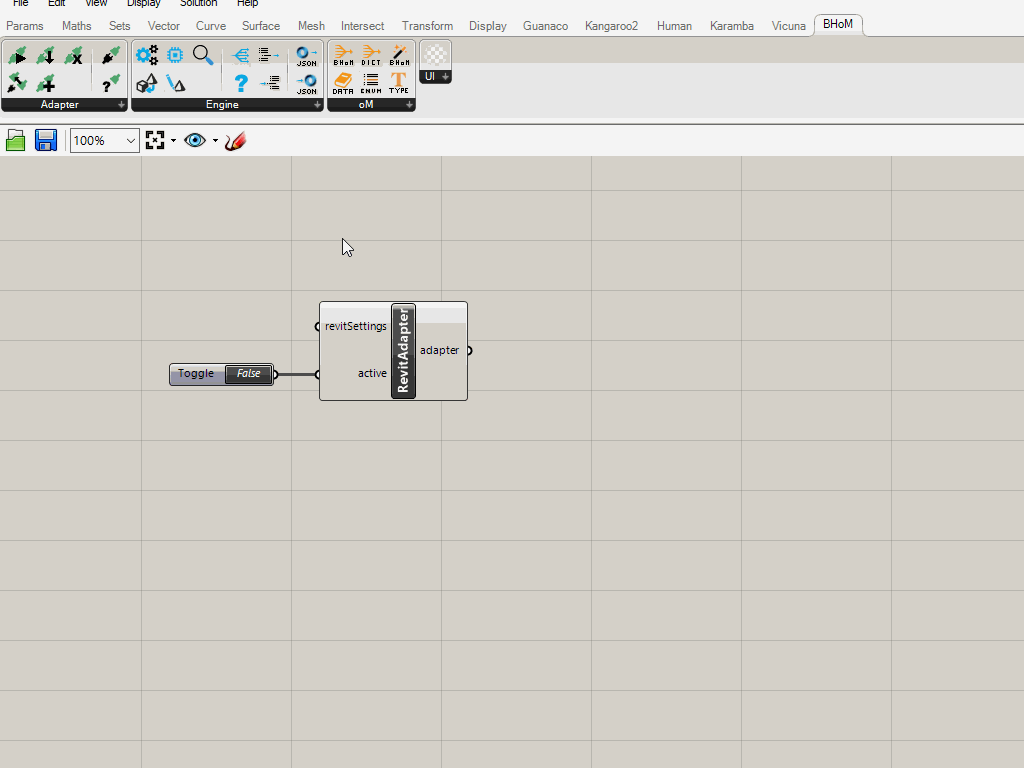 File Edit View Display Solution Help
Params Maths Sets Vector Curve Surface Mesh Intersect Transform Display Guanaco Kangaroo2 Human Karamba Vicuna BHoM
JSON BHoM DICT BHoM
? ? JSON DATA ENUM T TYPE
UI
Adapter Engine oM
100%
revitSettings
RevitAdapter
adapter
Toggle False
active